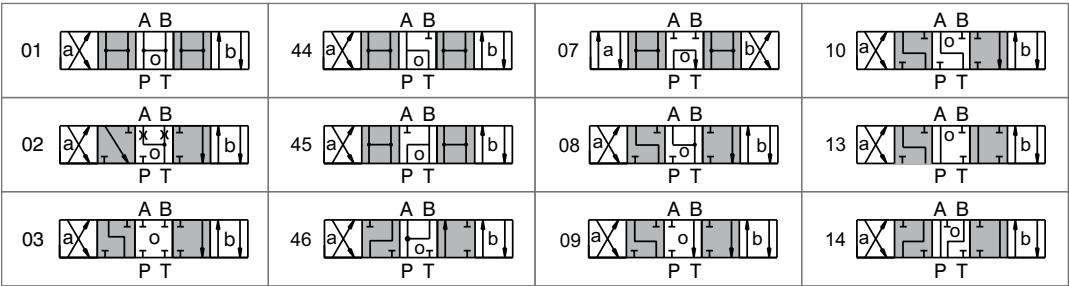 A B A B A B A B
01 a o b 44 a o b 07 a o b 10 a o b
P T P T P T P T
A B A B A B A B
02 a o b 45 a o b 08 a o b 13 a o b
P T P T P T P T
A B A B A B A B
03 a o b 46 a o b 09 a o b 14 a o b
P T P T P T P T